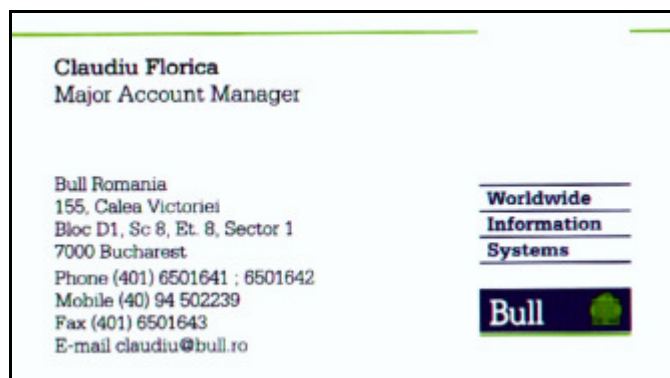 Claudiu Florica
Major Account Manager
Bull Romania
155, Calea Victoriei
Bloc D1, Sc 8, Et. 8, Sector 1
7000 Bucharest
Phone (401) 6501641 ; 6501642
Mobile (40) 94 502239
Fax (401) 6501643
E-mail claudiu@bull.ro
Worldwide
Information
Systems
Bull